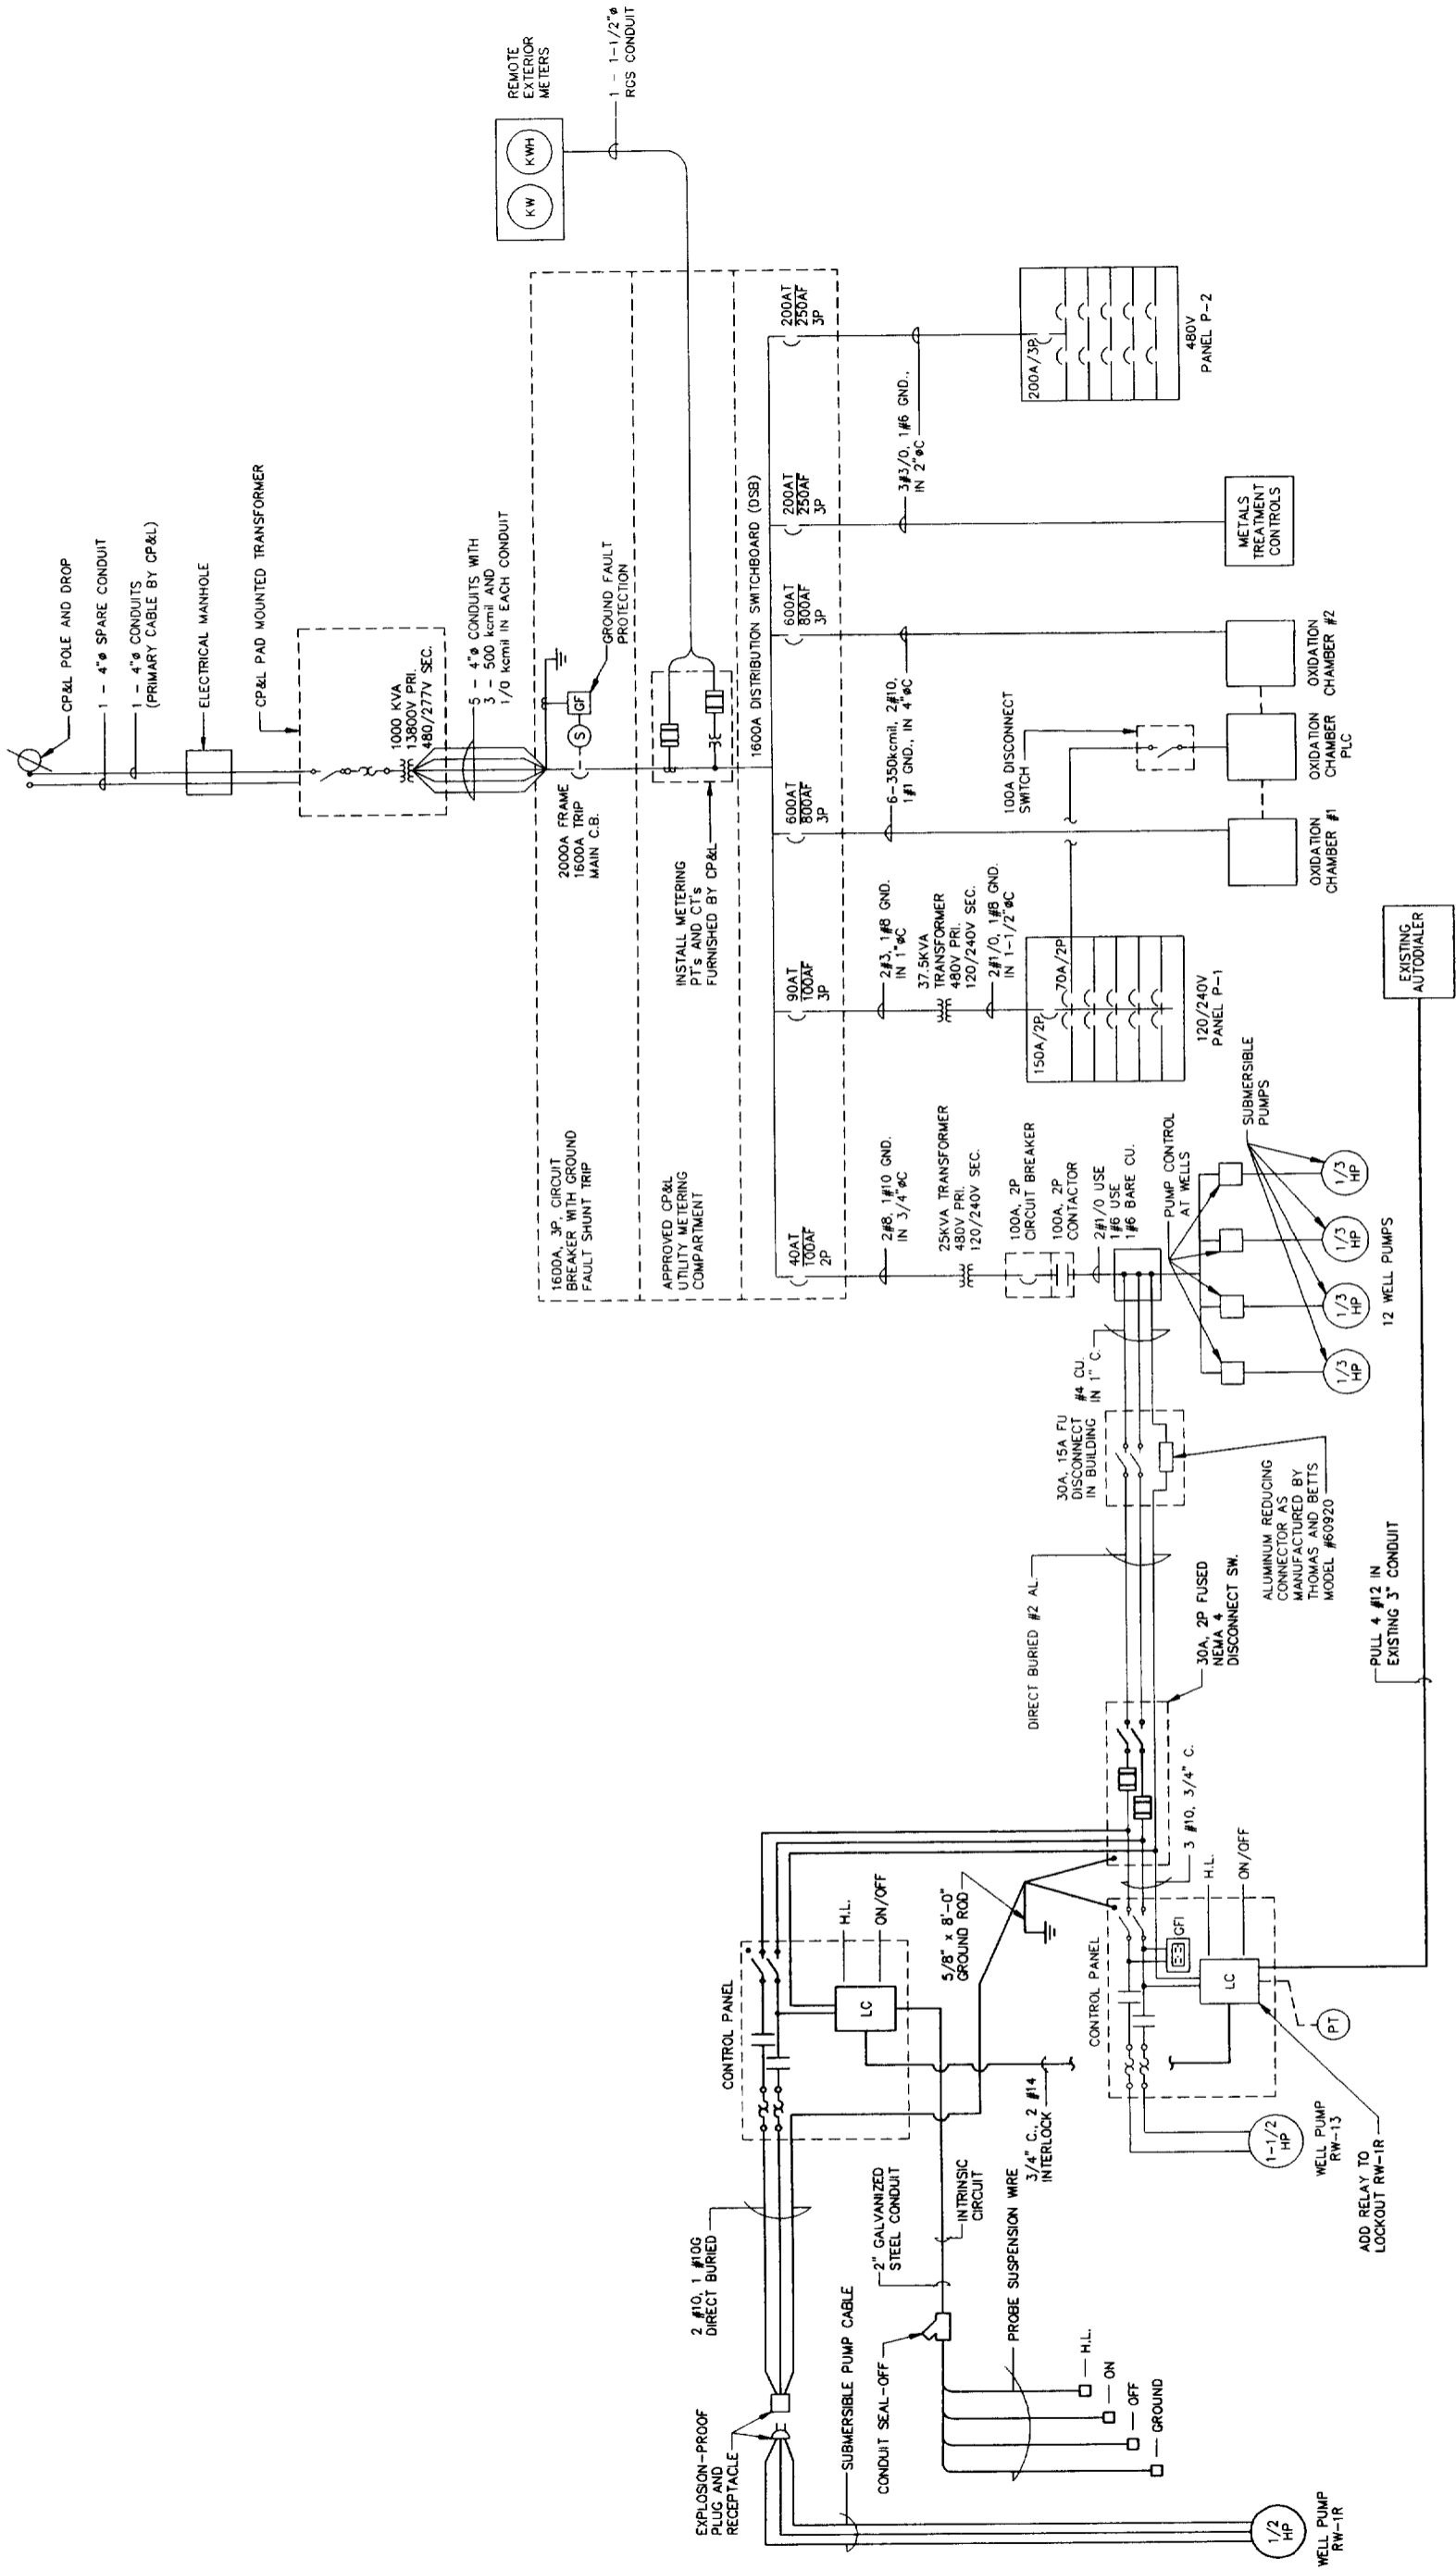 CP&L POLE AND DROP
1 - 4"ø SPARE CONDUIT
1 - 4"ø CONDUITS
(PRIMARY CABLE BY CP&L)
ELECTRICAL MANHOLE
CP&L PAD MOUNTED TRANSFORMER
1000 KVA
13800V PRI.
480/277V SEC.
5 - 4"ø CONDUITS WITH
3 - 500 kcmil AND
1/0 kcmil IN EACH CONDUIT
REMOTE
EXTERIOR
METERS
KW
KWH
1 - 1-1/2"ø
RGS CONDUIT
1600A, 3P, CIRCUIT
BREAKER WITH GROUND
FAULT SHUNT TRIP
2000A FRAME
1600A TRIP
MAIN C.B.
S
GF
GROUND FAULT
PROTECTION
APPROVED CP&L
UTILITY METERING
COMPARTMENT
INSTALL METERING
PT's AND CT's
FURNISHED BY CP&L
1600A DISTRIBUTION SWITCHBOARD (DSB)
40AT
100AF
2P
90AT
100AF
3P
600AT
800AF
3P
600AT
800AF
3P
200AT
250AF
3P
200AT
250AF
3P
2#8, 1#10 GND.
IN 3/4"øC
2#3, 1#8 GND.
IN 1"øC
6-350kcmil, 2#10,
1#1 GND., IN 4"øC
3#3/0, 1#6 GND.,
IN 2"øC
25KVA TRANSFORMER
480V PRI.
120/240V SEC.
37.5KVA
TRANSFORMER
480V PRI.
120/240V SEC.
2#1/0, 1#8 GND.
IN 1-1/2"øC
100A DISCONNECT
SWITCH
200A/3P
480V
PANEL P-2
100A, 2P
CIRCUIT BREAKER
100A, 2P
CONTACTOR
150A/2P
70A/2P
120/240V
PANEL P-1
2#1/0 USE
1#6 USE
1#6 BARE CU.
PUMP CONTROL
AT WELLS
SUBMERSIBLE
PUMPS
1/3
HP
1/3
HP
1/3
HP
1/3
HP
12 WELL PUMPS
OXIDATION
CHAMBER #1
OXIDATION
CHAMBER
PLC
OXIDATION
CHAMBER #2
METALS
TREATMENT
CONTROLS
EXISTING
AUTODIALER
#4 CU.
IN 1" C.
30A, 15A FU
DISCONNECT
IN BUILDING
ALUMINUM REDUCING
CONNECTOR AS
MANUFACTURED BY
THOMAS AND BETTS
MODEL #60920
DIRECT BURIED #2 AL.
30A, 2P FUSED
NEMA 4
DISCONNECT SW.
PULL 4 #12 IN
EXISTING 3" CONDUIT
3 #10, 3/4" C.
5/8" x 8'-0"
GROUND ROD
CONTROL PANEL
H.L.
ON/OFF
LC
CONTROL PANEL
GFI
H.L.
ON/OFF
LC
PT
3/4" C., 2 #14
INTERLOCK
1-1/2
HP
WELL PUMP
RW-13
ADD RELAY TO
LOCKOUT RW-1R
2 #10, 1 #10G
DIRECT BURIED
2" GALVANIZED
STEEL CONDUIT
INTRINSIC
CIRCUIT
EXPLOSION-PROOF
PLUG AND
RECEPTACLE
SUBMERSIBLE PUMP CABLE
CONDUIT SEAL-OFF
PROBE SUSPENSION WIRE
H.L.
ON
OFF
GROUND
1/2
HP
WELL PUMP
RW-1R